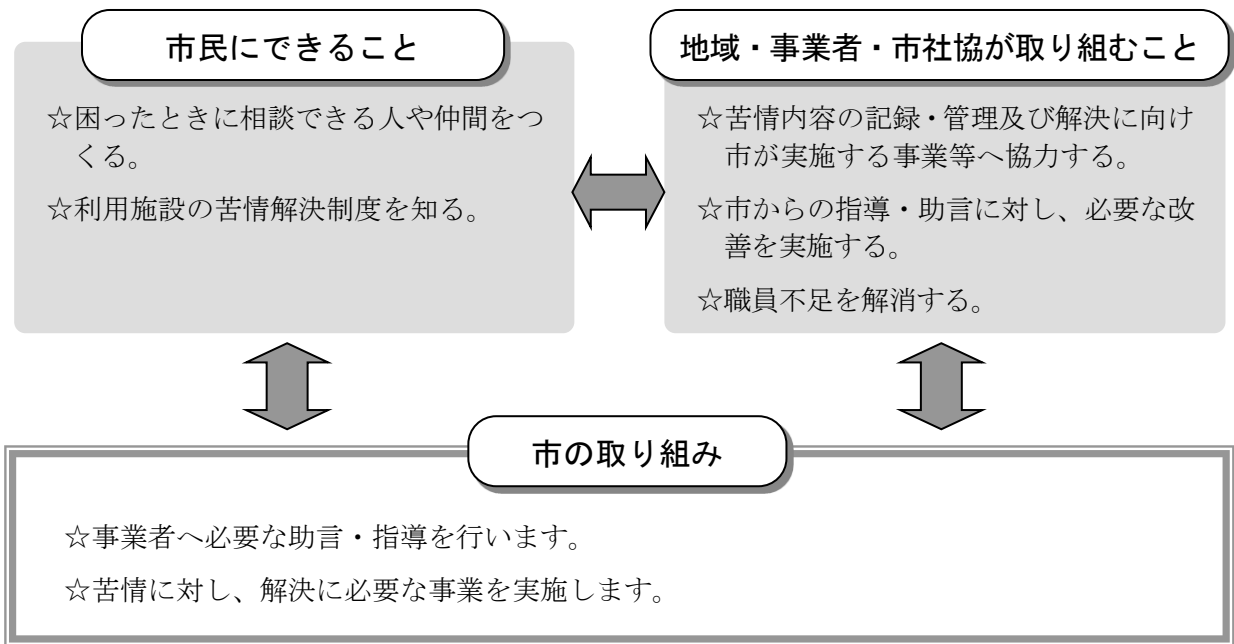 市民にできること
☆困ったときに相談できる人や仲間をつ
くる。
☆利用施設の苦情解決制度を知る。
地域・事業者・市社協が取り組むこと
☆苦情内容の記録・管理及び解決に向け
市が実施する事業等へ協力する。
☆市からの指導・助言に対し、必要な改
善を実施する。
☆職員不足を解消する。
市の取り組み
☆事業者へ必要な助言・指導を行います。
☆苦情に対し、解決に必要な事業を実施します。